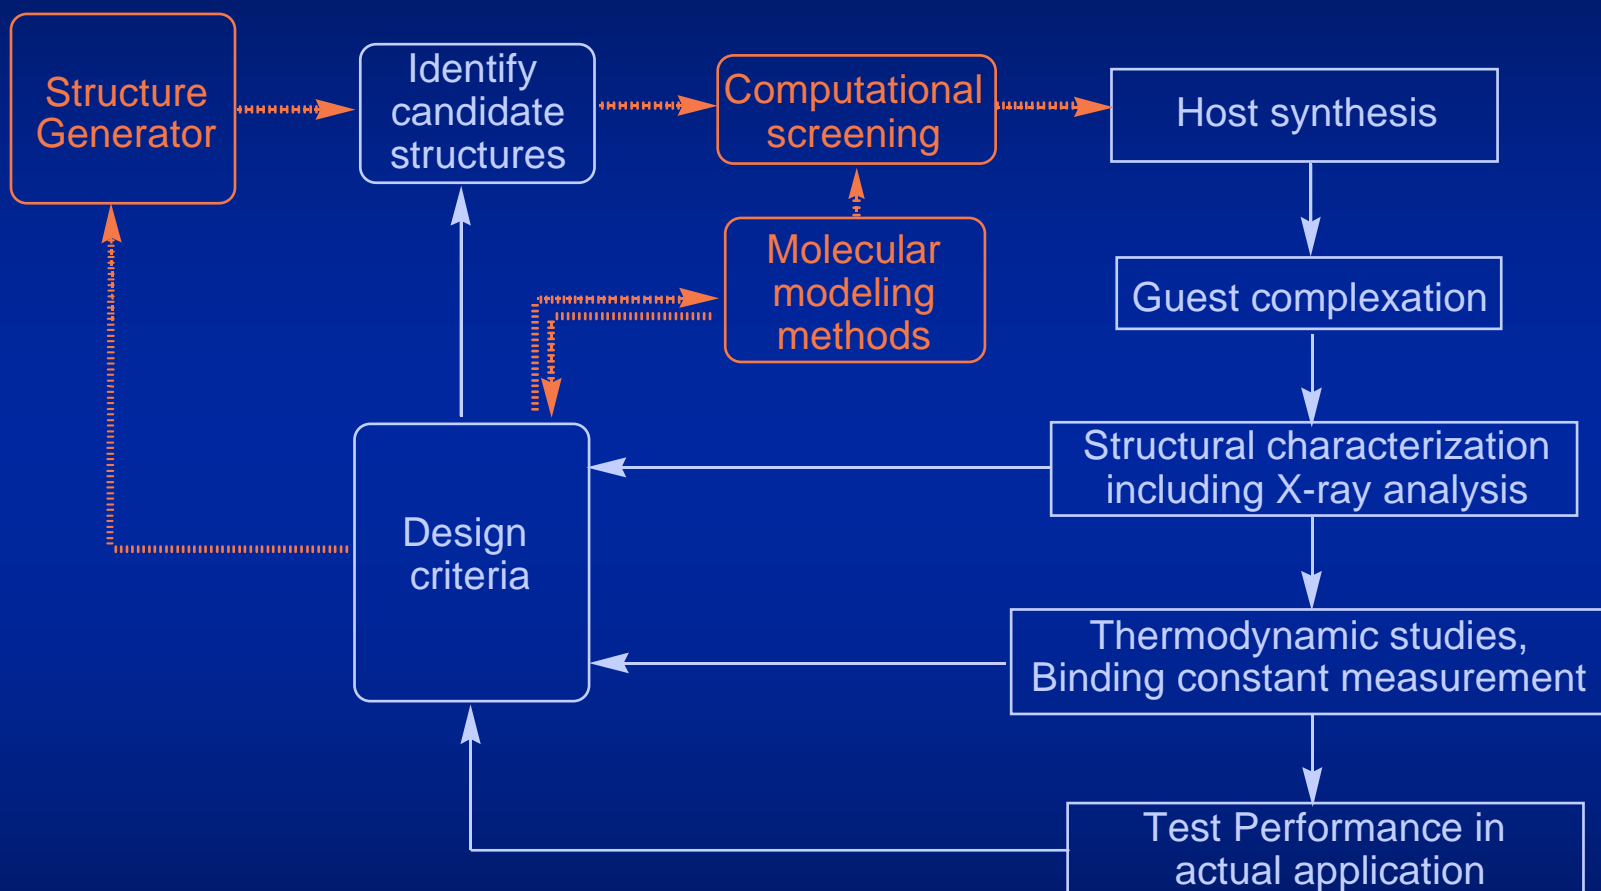 Structure
Generator
Identify
candidate
structures
Computational
screening
Host synthesis
Molecular
modeling
methods
Guest complexation
Structural characterization
including X-ray analysis
Design
criteria
Thermodynamic studies,
Binding constant measurement
Test Performance in
actual application